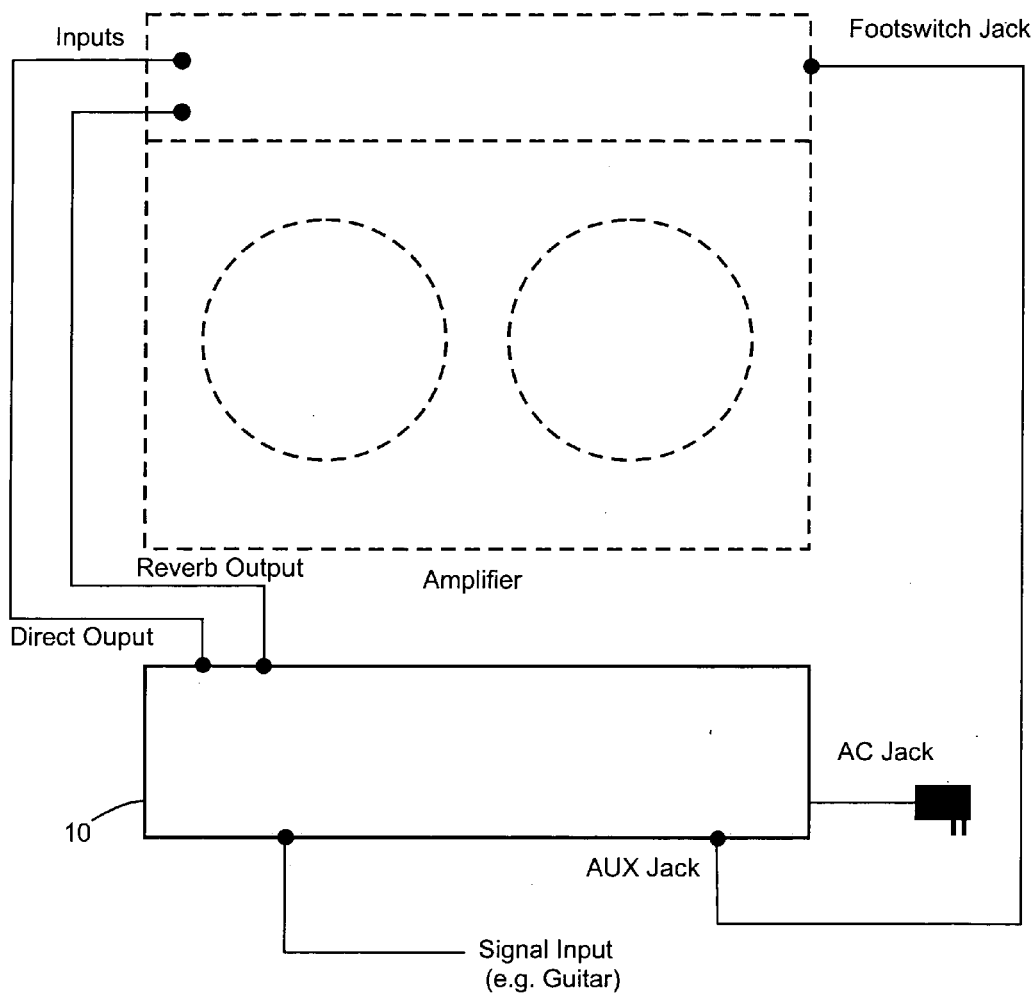 Inputs
Footswitch Jack
Reverb Output
Amplifier
Direct Ouput
AC Jack
10
AUX Jack
Signal Input
(e.g. Guitar)